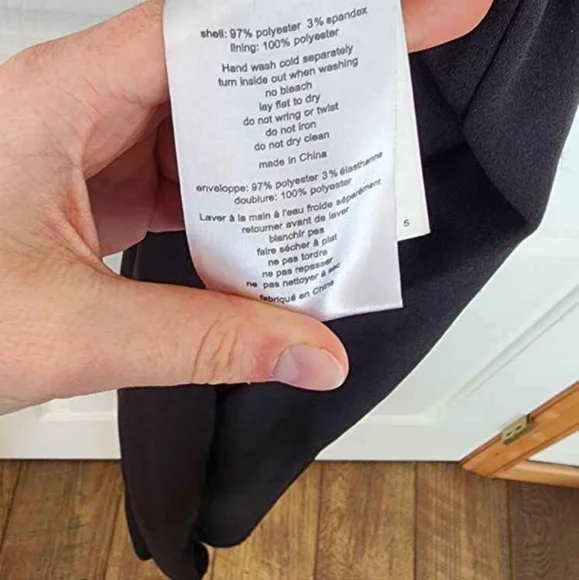 shell: 97% polyester 3% spandex
lining: 100% polyester
Hand wash cold separately
turn inside out when washing
no bleach
lay flat to dry
do not wring or twist
do not iron
do not dry clean
made in China
enveloppe: 97% polyester 3% élasthanne
doublure: 100% polyester
Laver à la main à l'eau froide séparément
retourner avant de laver
blanchir pas
faire sécher à plat
ne pas tordre
ne pas repasser
ne pas nettoyer à sec
fabriqué en Chine
5